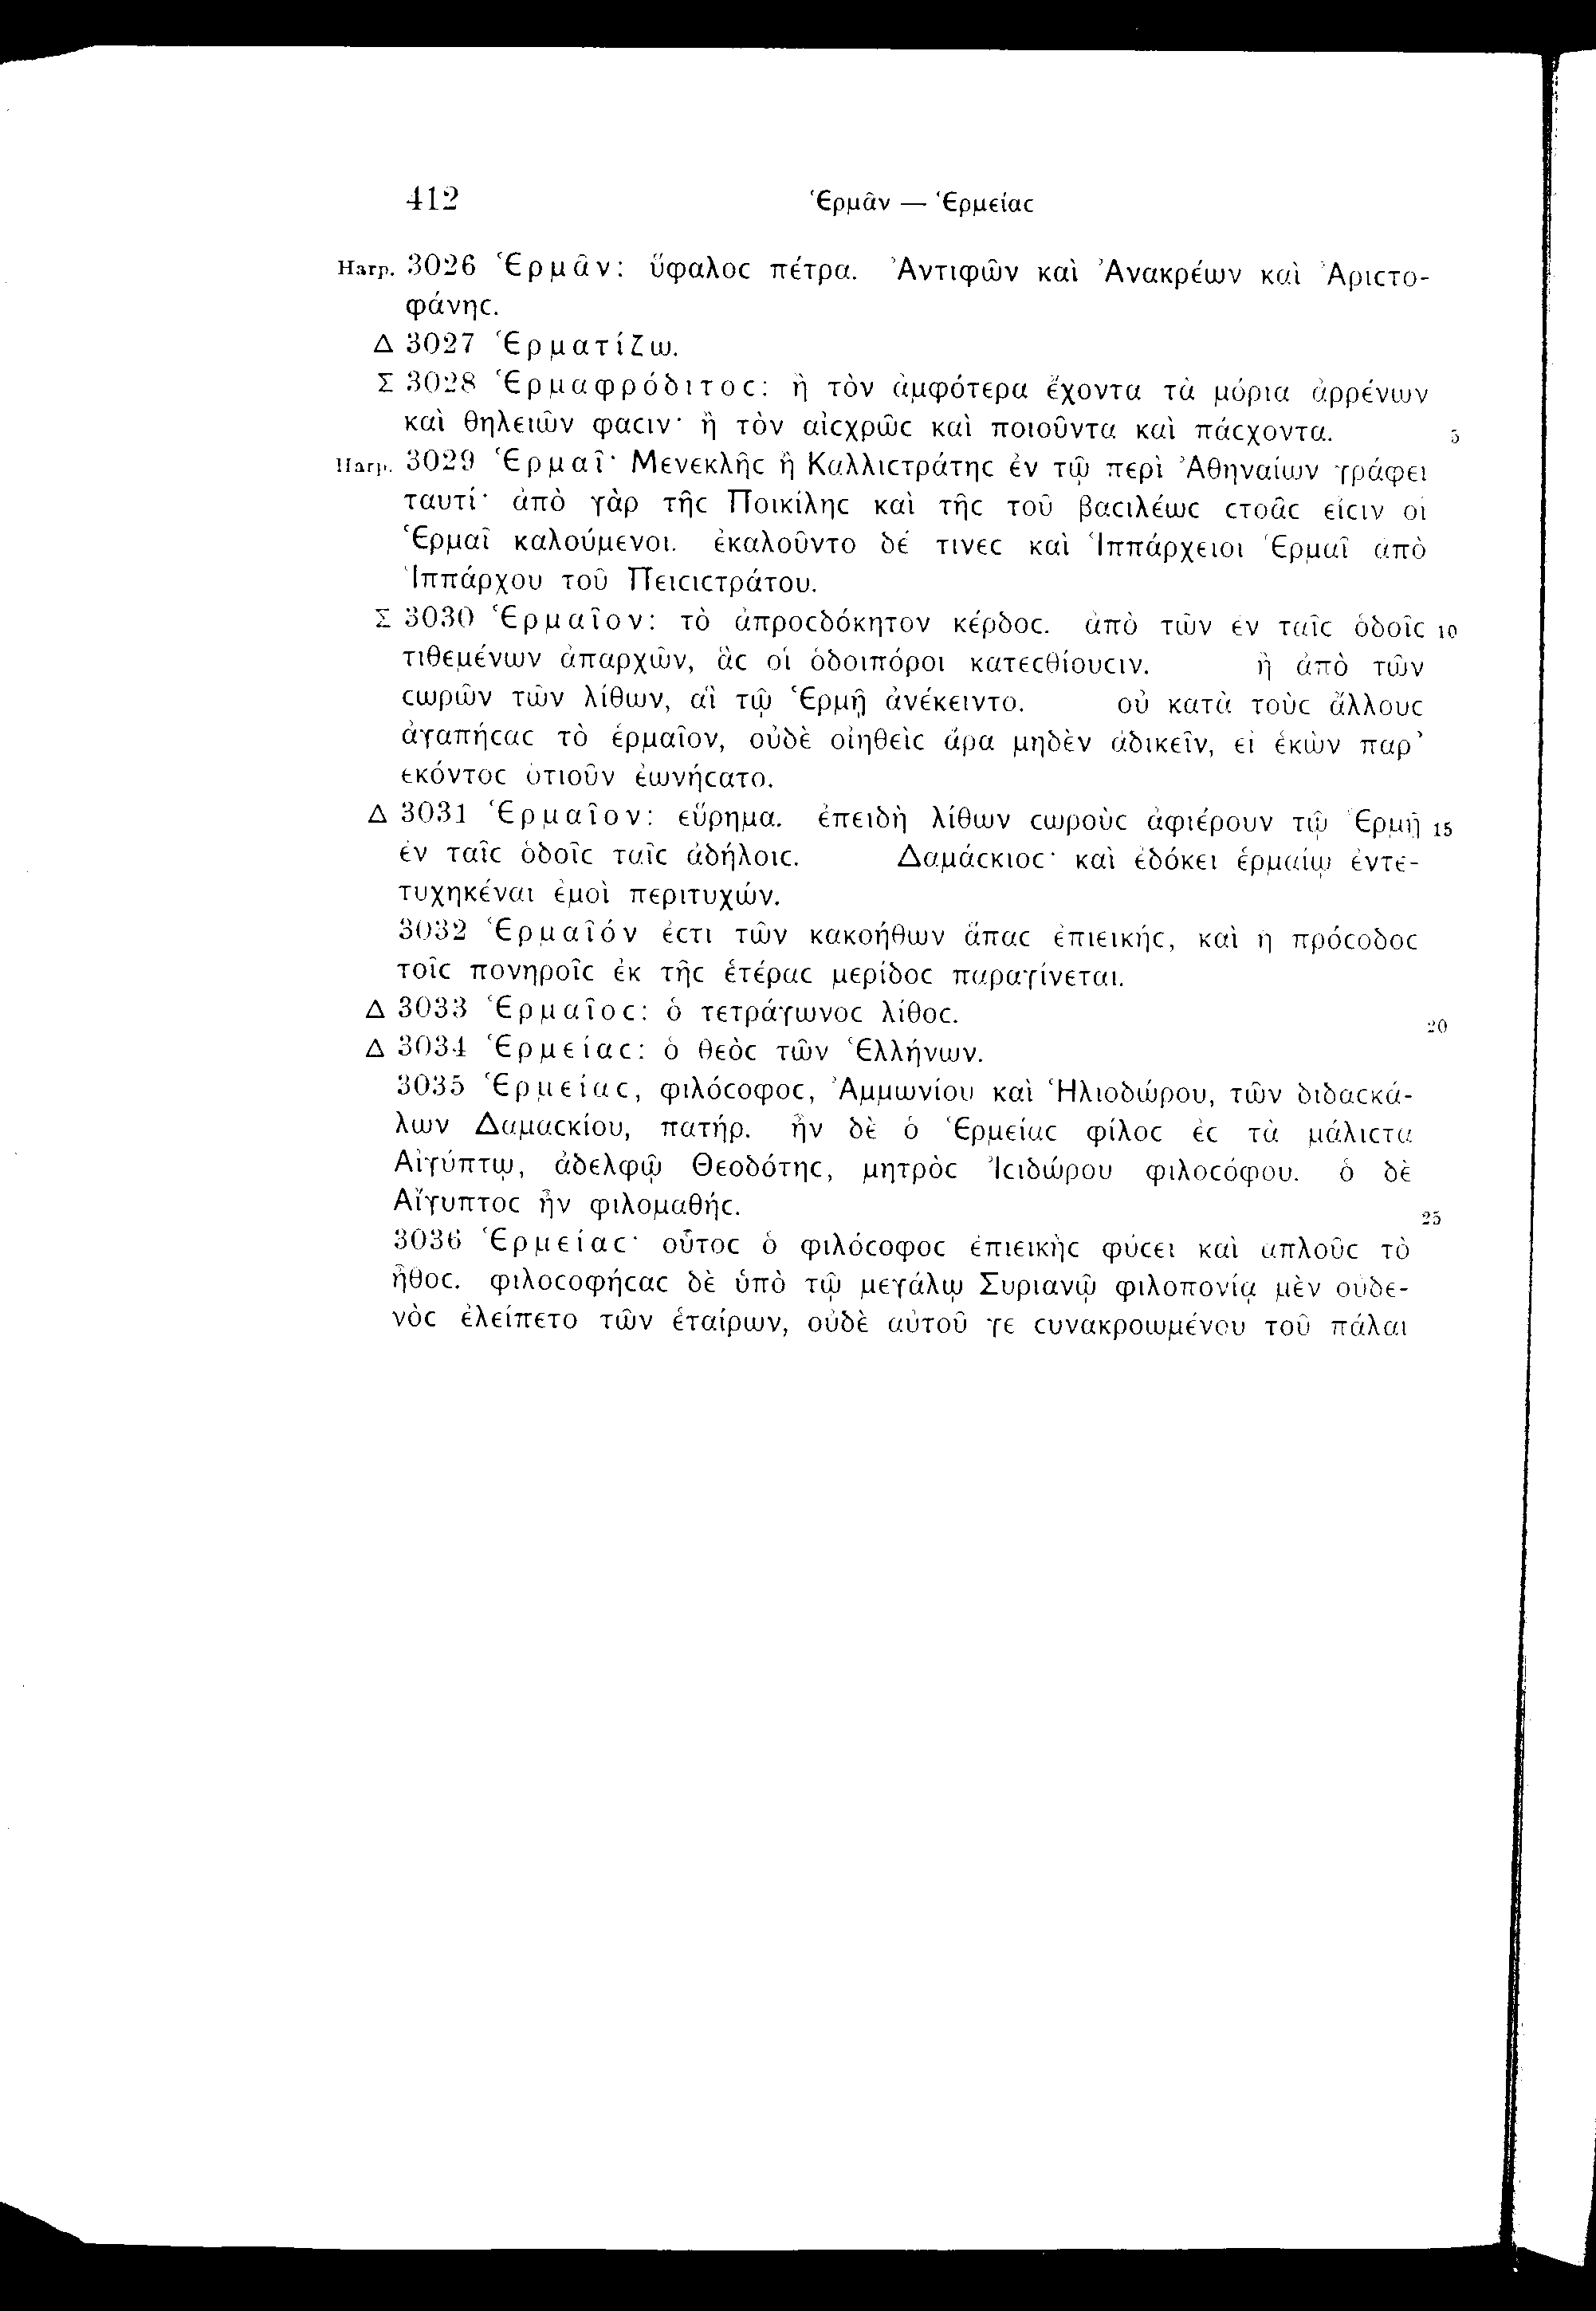 412 Ἑρμᾶν — Ἑρμείας
Harp. 3026 Ἑρμᾶν: ὕφαλος πέτρα. Ἀντιφῶν καὶ Ἀνακρέων καὶ Ἀριςτο-
φάνης.
Δ 3027 Ἑρματίζω.
Σ 3028 Ἑρμαφρόδιτος: ἢ τὸν ἀμφότερα ἔχοντα τὰ μόρια ἀρρένων
καὶ θηλειῶν φαςιν· ἢ τὸν αἰςχρῶς καὶ ποιοῦντα καὶ πάςχοντα. 5
Harp. 3029 Ἑρμαῖ· Μενεκλῆς ἢ Καλλιςτράτης ἐν τῷ περὶ Ἀθηναίων γράφει
ταυτί· ἀπὸ γὰρ τῆς Ποικίλης καὶ τῆς τοῦ βαςιλέως ςτοᾶς εἰςιν οἱ
Ἑρμαῖ καλούμενοι. ἐκαλοῦντο δέ τινες καὶ Ἱππάρχειοι Ἑρμαῖ ἀπὸ
Ἱππάρχου τοῦ Πειςιςτράτου.
Σ 3030 Ἑρμαῖον: τὸ ἀπροςδόκητον κέρδος. ἀπὸ τῶν ἐν ταῖς ὁδοῖς 10
τιθεμένων ἀπαρχῶν, ἃς οἱ ὁδοιπόροι κατεςθίουςιν. ἢ ἀπὸ τῶν
ςωρῶν τῶν λίθων, αἳ τῷ Ἑρμῇ ἀνέκειντο. οὐ κατὰ τοὺς ἄλλους
ἀγαπήςας τὸ ἑρμαῖον, οὐδὲ οἰηθεὶς ἄρα μηδὲν ἀδικεῖν, εἰ ἑκὼν παρ’
ἑκόντος ὁτιοῦν ἐωνήςατο.
Δ 3031 Ἑρμαῖον: εὕρημα. ἐπειδὴ λίθων ςωροὺς ἀφιέρουν τῷ Ἑρμῇ 15
ἐν ταῖς ὁδοῖς ταῖς ἀδήλοις. Δαμάςκιος· καὶ ἐδόκει ἑρμαίῳ ἐντε-
τυχηκέναι ἐμοὶ περιτυχών.
3032 Ἑρμαῖόν ἐςτι τῶν κακοήθων ἅπας ἐπιεικής, καὶ ἡ πρόςοδος
τοῖς πονηροῖς ἐκ τῆς ἑτέρας μερίδος παραγίνεται.
Δ 3033 Ἑρμαῖος: ὁ τετράγωνος λίθος. 20
Δ 3034 Ἑρμείας: ὁ θεὸς τῶν Ἑλλήνων.
3035 Ἑρμείας, φιλόςοφος, Ἀμμωνίου καὶ Ἡλιοδώρου, τῶν διδαςκά-
λων Δαμαςκίου, πατήρ. ἦν δὲ ὁ Ἑρμείας φίλος ἐς τὰ μάλιςτα
Αἰγύπτῳ, ἀδελφῷ Θεοδότης, μητρὸς Ἰςιδώρου φιλοςόφου. ὁ δὲ
Αἴγυπτος ἦν φιλομαθής. 25
3036 Ἑρμείας· οὗτος ὁ φιλόςοφος ἐπιεικὴς φύςει καὶ ἁπλοῦς τὸ
ἦθος. φιλοςοφήςας δὲ ὑπὸ τῷ μεγάλῳ Συριανῷ φιλοπονίᾳ μὲν οὐδε-
νὸς ἐλείπετο τῶν ἑταίρων, οὐδὲ αὐτοῦ γε ςυνακροωμένου τοῦ πάλαι